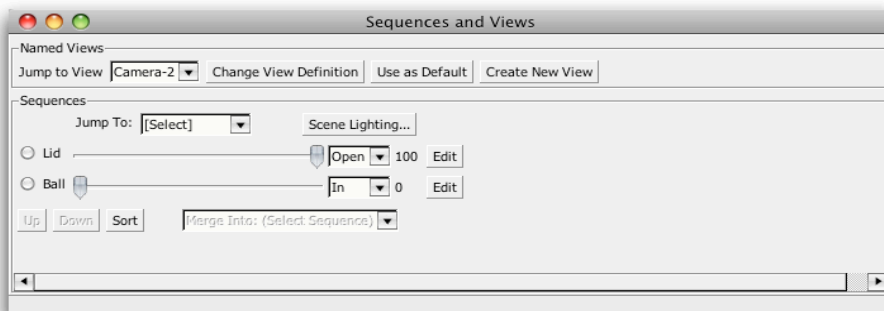 Sequences and Views
Named Views
Jump to View Camera-2 Change View Definition Use as Default Create New View
Sequences
Jump To: [Select] Scene Lighting...
Lid Open 100 Edit
Ball In 0 Edit
Up Down Sort Merge Into: (Select Sequence)